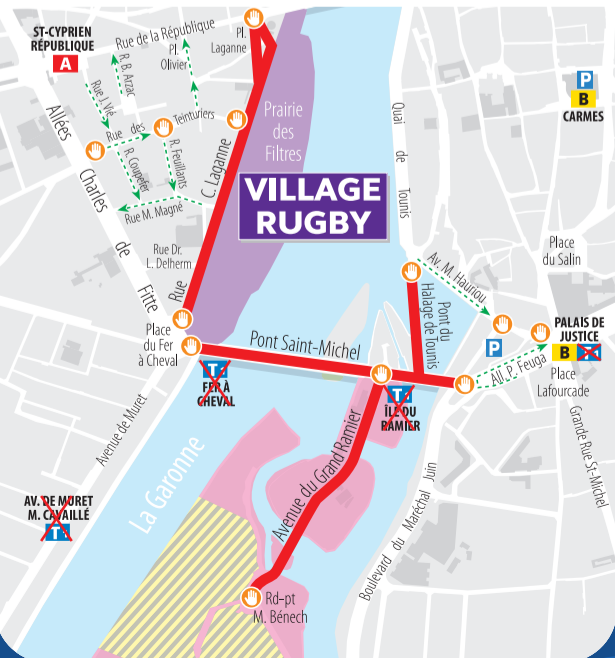 ST-CYPRIEN
RÉPUBLIQUE
A
Rue de la République
Pl.
Laganne
Pl.
Olivier
R. B. Arzac
Rue J. Vié
Allées Charles de Fitte
Rue des Teinturiers
R. Coupefer
R. Feuillants
Rue M. Magné
C. Laganne
Rue
Rue Dr.
L. Delherm
Prairie
des
Filtres
VILLAGE
RUGBY
Quai de Tounis
P
B
CARMES
Place
du Salin
Av. M. Hauriou
Pont du
Halage de Tounis
P
PALAIS DE
JUSTICE
B
Place
Lafourcade
All. P. Feuga
Grande Rue St-Michel
Place
du Fer
à Cheval
Pont Saint-Michel
T1
FER À
CHEVAL
T1
ÎLE DU
RAMIER
Avenue de Muret
La Garonne
Avenue du Grand Ramier
Boulevard du Maréchal Juin
AV. DE MURET
M. CAVAILLÉ
T1
Rd-pt
M. Bénech